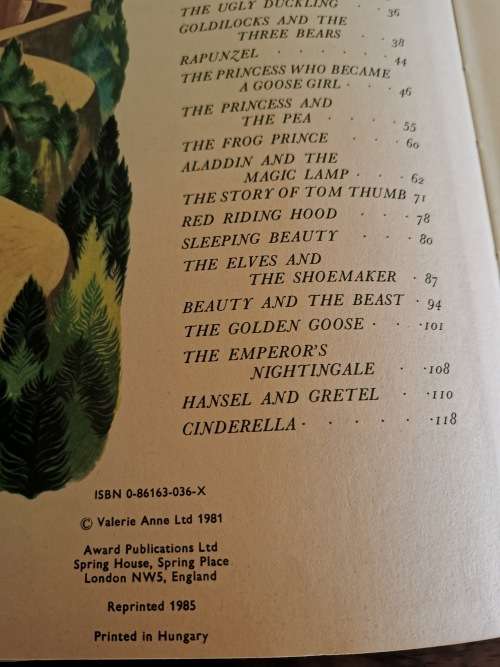 THE UGLY DUCKLING · · 36
GOLDILOCKS AND THE
THREE BEARS · · 38
RAPUNZEL · · · · · · 44
THE PRINCESS WHO BECAME
A GOOSE GIRL · · · 46
THE PRINCESS AND
THE PEA · · · 55
THE FROG PRINCE · · · 60
ALADDIN AND THE
MAGIC LAMP · · · 62
THE STORY OF TOM THUMB 71
RED RIDING HOOD · · · 78
SLEEPING BEAUTY · · · 80
THE ELVES AND
THE SHOEMAKER · 87
BEAUTY AND THE BEAST · 94
THE GOLDEN GOOSE · · · 101
THE EMPEROR'S
NIGHTINGALE · · 108
HANSEL AND GRETEL · · 110
CINDERELLA · · · · · · 118
ISBN 0-86163-036-X
© Valerie Anne Ltd 1981
Award Publications Ltd
Spring House, Spring Place
London NW5, England
Reprinted 1985
Printed in Hungary